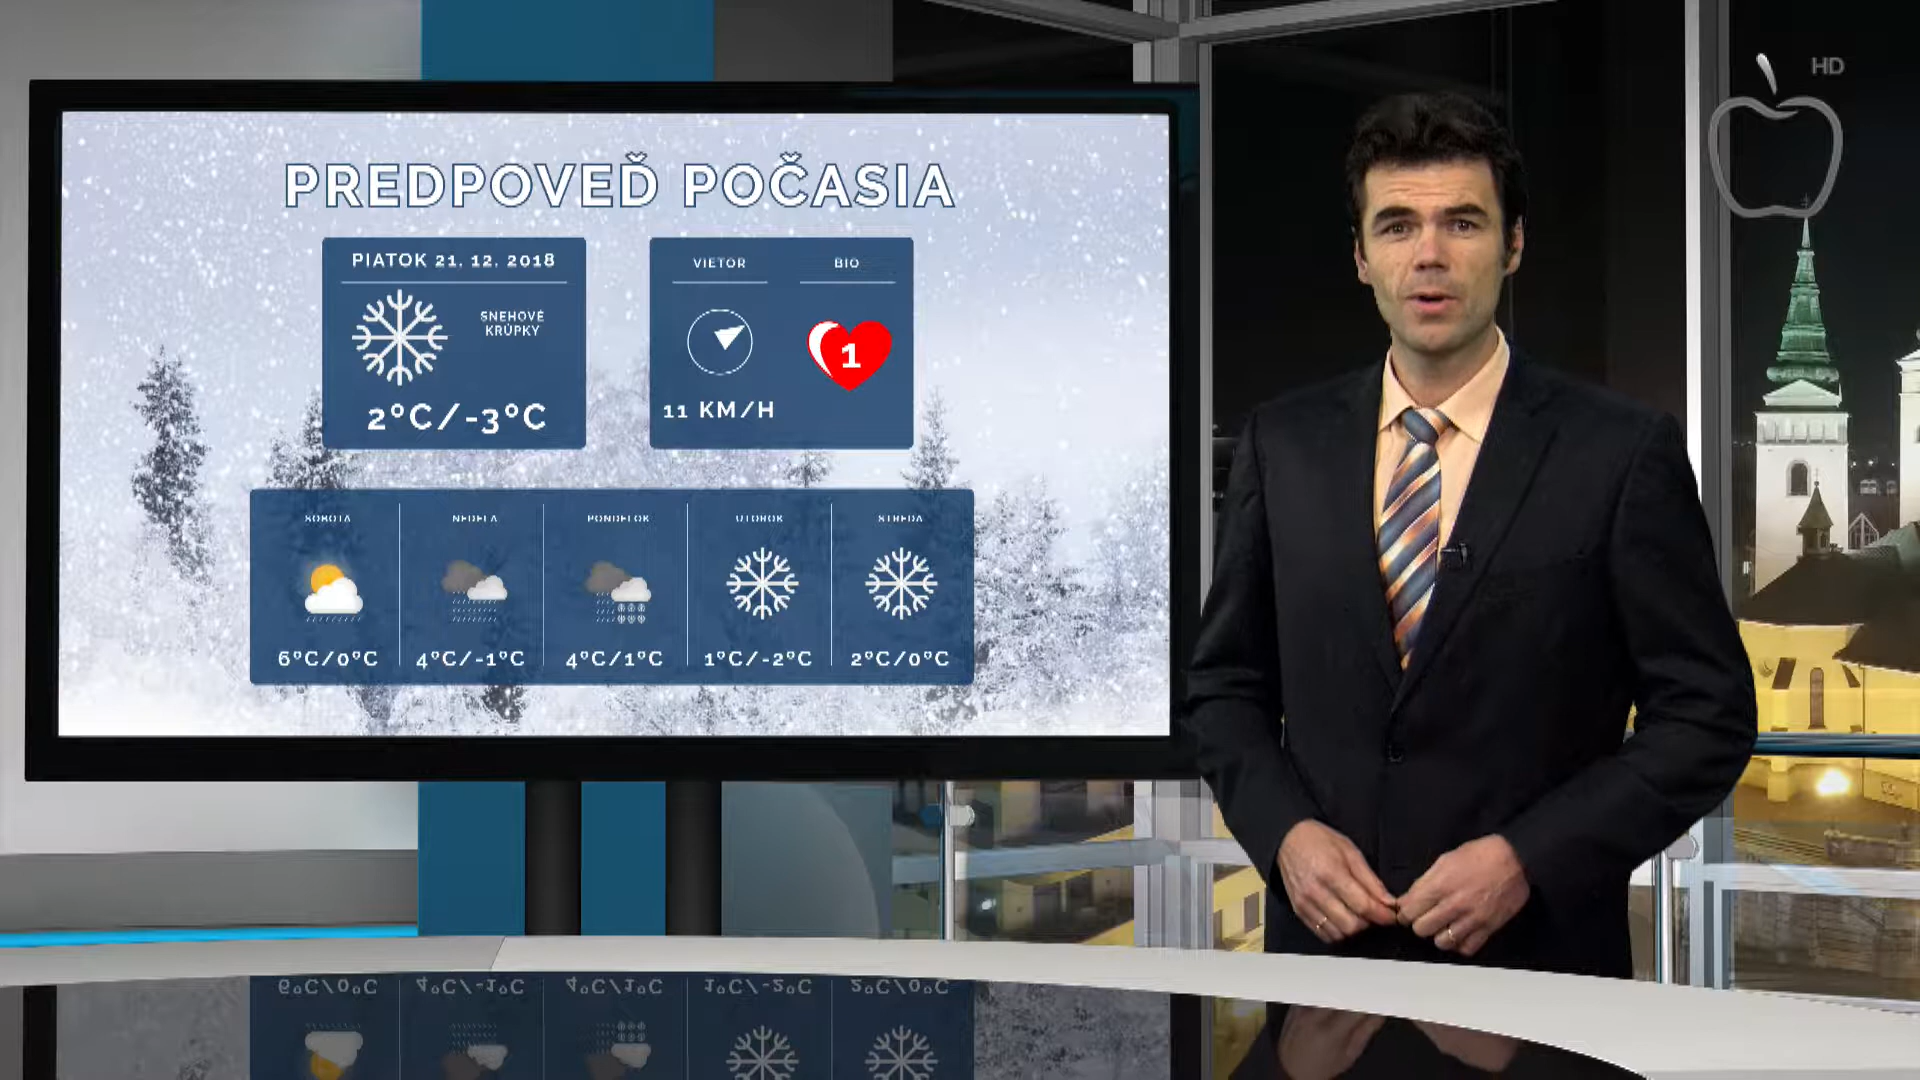 HD
PREDPOVEĎ POČASIA
PIATOK 21. 12. 2018
SNEHOVÉ
KRÚPKY
2°C/-3°C
VIETOR
BIO
1
11 KM/H
SOBOTA
NEDEĽA
PONDELOK
UTOROK
STREDA
6°C/0°C
4°C/-1°C
4°C/1°C
1°C/-2°C
2°C/0°C